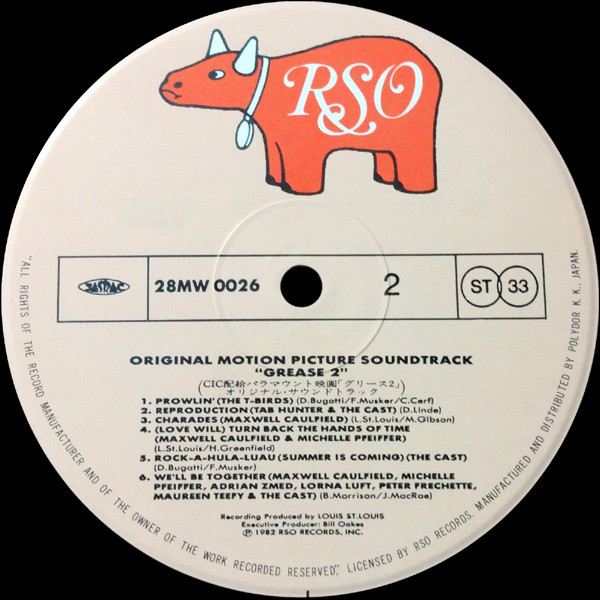 RSO
JASRAC
28MW 0026
2
ST 33
ORIGINAL MOTION PICTURE SOUNDTRACK
"GREASE 2"
(CIC配給パラマウント映画「グリース2」
オリジナル・サウンドトラック)
1. PROWLIN' (THE T-BIRDS) (D.Bugatti/F.Musker/C.Cerf)
2. REPRODUCTION (TAB HUNTER & THE CAST) (D.Linde)
3. CHARADES (MAXWELL CAULFIELD) (L.St.Louis/M.Gibson)
4. (LOVE WILL) TURN BACK THE HANDS OF TIME
(MAXWELL CAULFIELD & MICHELLE PFEIFFER)
(L.St.Louis/H.Greenfield)
5. ROCK-A-HULA-LUAU (SUMMER IS COMING) (THE CAST)
(D.Bugatti/F.Musker)
6. WE'LL BE TOGETHER (MAXWELL CAULFIELD, MICHELLE
PFEIFFER, ADRIAN ZMED, LORNA LUFT, PETER FRECHETTE,
MAUREEN TEEFY & THE CAST) (B.Morrison/J.MacRae)
Recording Produced by LOUIS ST. LOUIS
Executive Producer: Bill Oakes
℗ 1982 RSO RECORDS, INC.
"ALL RIGHTS OF THE RECORD MANUFACTURER AND OF THE OWNER OF THE WORK RECORDED RESERVED". LICENSED BY RSO RECORDS. MANUFACTURED AND DISTRIBUTED BY POLYDOR K. K., JAPAN.